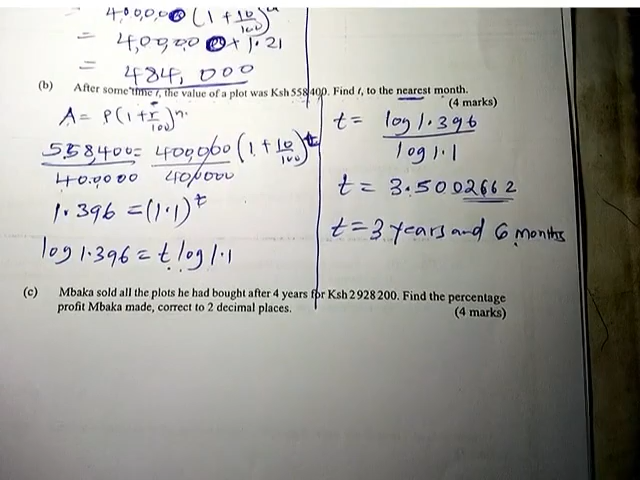 400,000 (1 + 10/100)
= 400,000 × 1.21
= 484,000
(b) After some time t, the value of a plot was Ksh 558 400. Find t, to the nearest month.
(4 marks)
A = P(1 + r/100)^n
558,400/400000 = 400,000/400000 (1 + 10/100)^t
1.396 = (1.1)^t
log 1.396 = t log 1.1
t = log 1.396 / log 1.1
t = 3.5002662
t = 3 years and 6 months
(c) Mbaka sold all the plots he had bought after 4 years for Ksh 2 928 200. Find the percentage
profit Mbaka made, correct to 2 decimal places. (4 marks)